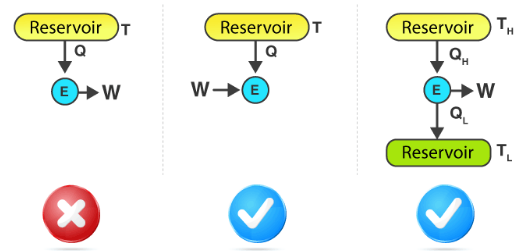 Reservoir T
Q
E W
Reservoir T
Q
W E
Reservoir T_H
Q_H
E W
Q_L
Reservoir T_L